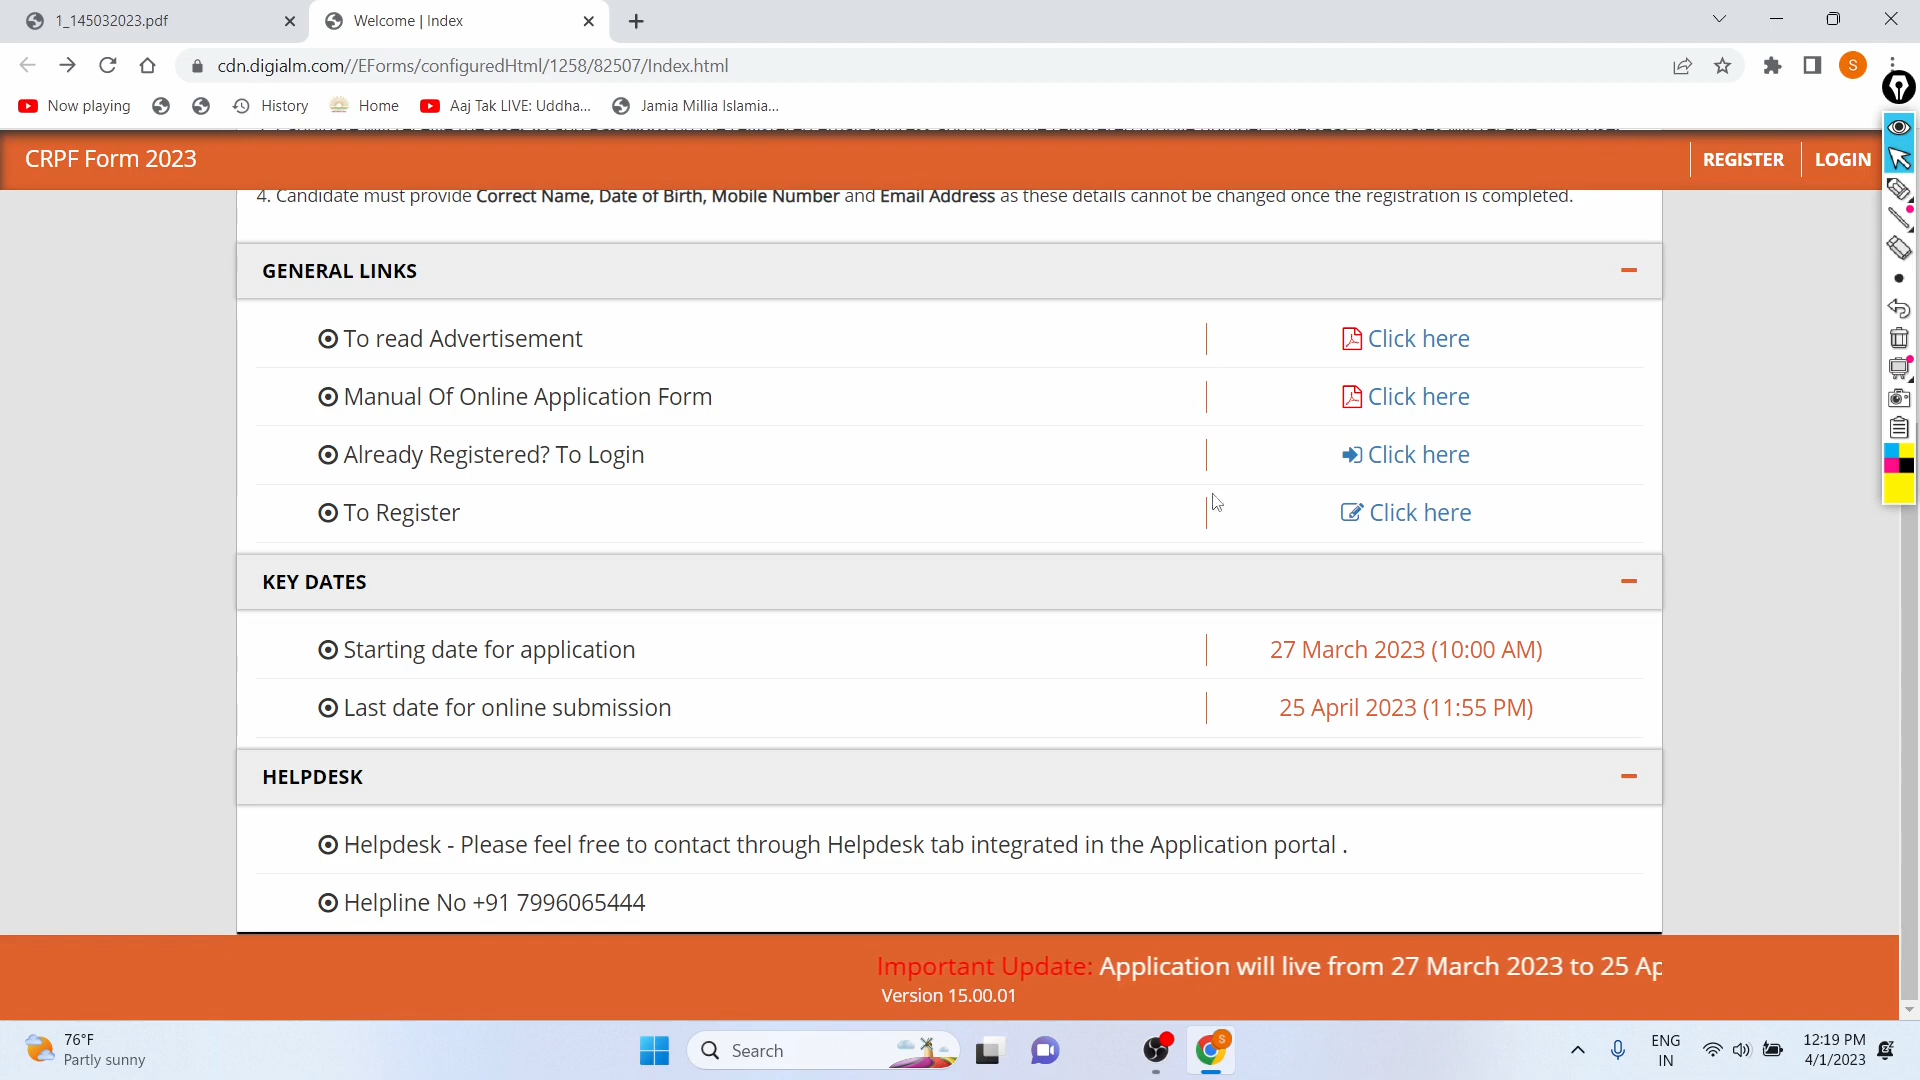 1_145032023.pdf
Welcome | Index
cdn.digialm.com//EForms/configuredHtml/1258/82507/Index.html
S
Now playing
History
Home
Aaj Tak LIVE: Uddha...
Jamia Millia Islamia...
CRPF Form 2023
REGISTER
LOGIN
4. Candidate must provide Correct Name, Date of Birth, Mobile Number and Email Address as these details cannot be changed once the registration is completed.
GENERAL LINKS
To read Advertisement
Click here
Manual Of Online Application Form
Click here
Already Registered? To Login
Click here
To Register
Click here
KEY DATES
Starting date for application
27 March 2023 (10:00 AM)
Last date for online submission
25 April 2023 (11:55 PM)
HELPDESK
Helpdesk - Please feel free to contact through Helpdesk tab integrated in the Application portal .
Helpline No +91 7996065444
Important Update: Application will live from 27 March 2023 to 25 Ap
Version 15.00.01
76°F
Partly sunny
Search
S
ENG
IN
12:19 PM
4/1/2023